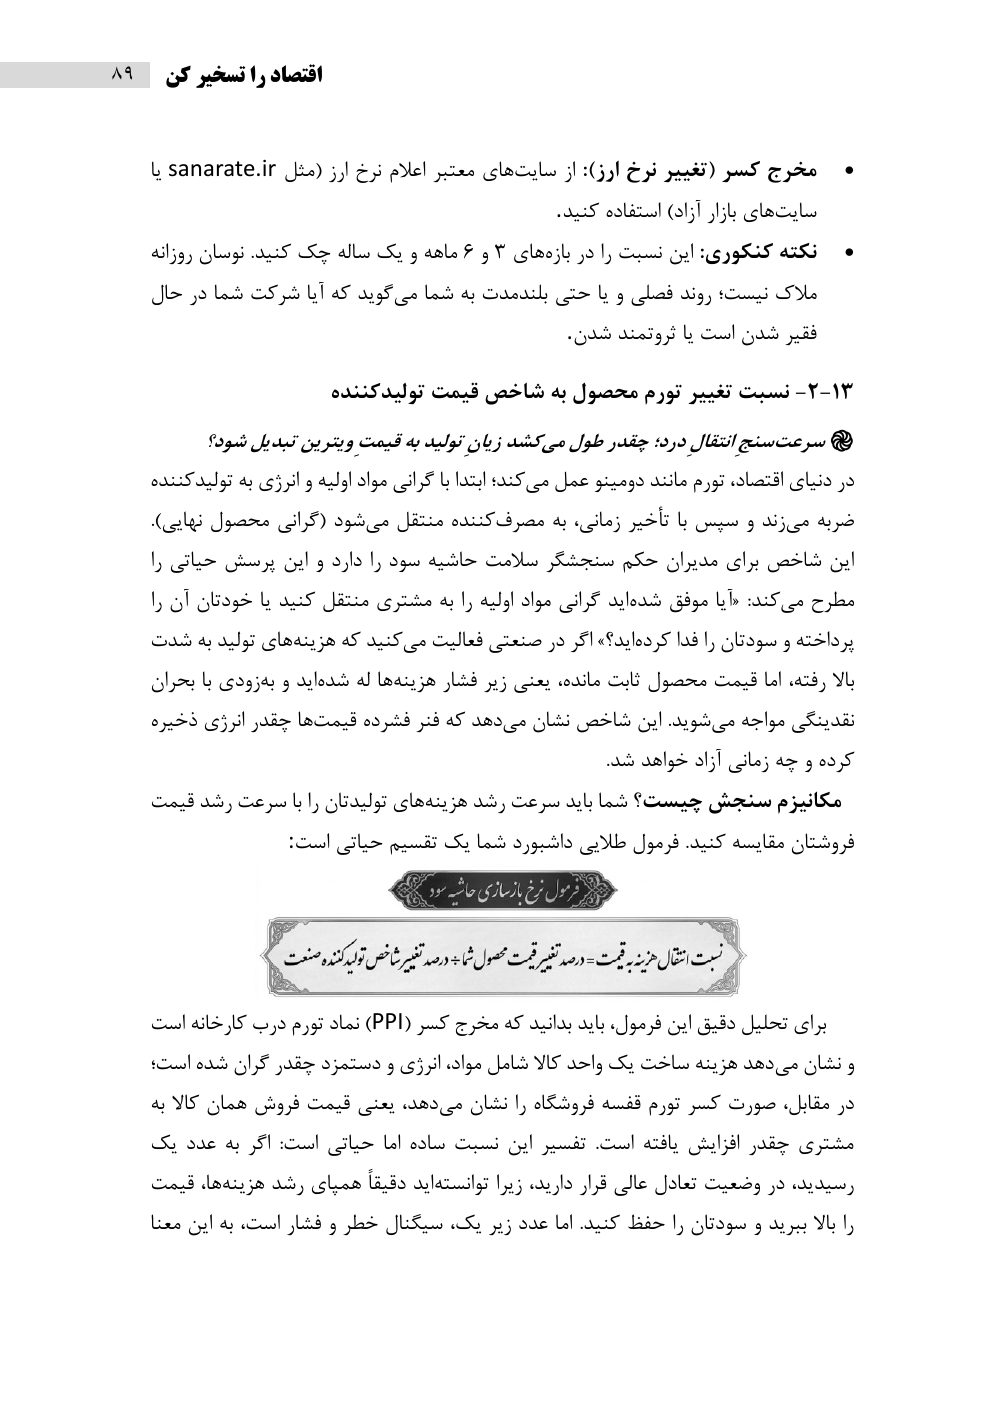 اقتصاد را تسخیر کن ۸۹
• مخرج کسر (تغییر نرخ ارز): از سایت‌های معتبر اعلام نرخ ارز (مثل sanarate.ir یا
سایت‌های بازار آزاد) استفاده کنید.
• نکته کنکوری: این نسبت را در بازه‌های ۳ و ۶ ماهه و یک ساله چک کنید. نوسان روزانه
ملاک نیست؛ روند فصلی و یا حتی بلندمدت به شما می‌گوید که آیا شرکت شما در حال
فقیر شدن است یا ثروتمند شدن.
۲-۱۳- نسبت تغییر تورم محصول به شاخص قیمت تولیدکننده
سرعت‌سنجِ انتقالِ درد؛ چقدر طول می‌کشد زیانِ تولید به قیمتِ ویترین تبدیل شود؟
در دنیای اقتصاد، تورم مانند دومینو عمل می‌کند؛ ابتدا با گرانی مواد اولیه و انرژی به تولیدکننده
ضربه می‌زند و سپس با تأخیر زمانی، به مصرف‌کننده منتقل می‌شود (گرانی محصول نهایی).
این شاخص برای مدیران حکم سنجشگر سلامت حاشیه سود را دارد و این پرسش حیاتی را
مطرح می‌کند: «آیا موفق شده‌اید گرانی مواد اولیه را به مشتری منتقل کنید یا خودتان آن را
پرداخته و سودتان را فدا کرده‌اید؟» اگر در صنعتی فعالیت می‌کنید که هزینه‌های تولید به شدت
بالا رفته، اما قیمت محصول ثابت مانده، یعنی زیر فشار هزینه‌ها له شده‌اید و به‌زودی با بحران
نقدینگی مواجه می‌شوید. این شاخص نشان می‌دهد که فنر فشرده قیمت‌ها چقدر انرژی ذخیره
کرده و چه زمانی آزاد خواهد شد.
مکانیزم سنجش چیست؟ شما باید سرعت رشد هزینه‌های تولیدتان را با سرعت رشد قیمت
فروشتان مقایسه کنید. فرمول طلایی داشبورد شما یک تقسیم حیاتی است:
فرمول نرخ بازسازی حاشیه سود
نسبت انتقال هزینه به قیمت = درصد تغییر قیمت محصول شما ÷ درصد تغییر شاخص تولیدکننده صنعت
برای تحلیل دقیق این فرمول، باید بدانید که مخرج کسر (PPI) نماد تورم درب کارخانه است
و نشان می‌دهد هزینه ساخت یک واحد کالا شامل مواد، انرژی و دستمزد چقدر گران شده است؛
در مقابل، صورت کسر تورم قفسه فروشگاه را نشان می‌دهد، یعنی قیمت فروش همان کالا به
مشتری چقدر افزایش یافته است. تفسیر این نسبت ساده اما حیاتی است: اگر به عدد یک
رسیدید، در وضعیت تعادل عالی قرار دارید، زیرا توانسته‌اید دقیقاً همپای رشد هزینه‌ها، قیمت
را بالا ببرید و سودتان را حفظ کنید. اما عدد زیر یک، سیگنال خطر و فشار است، به این معنا